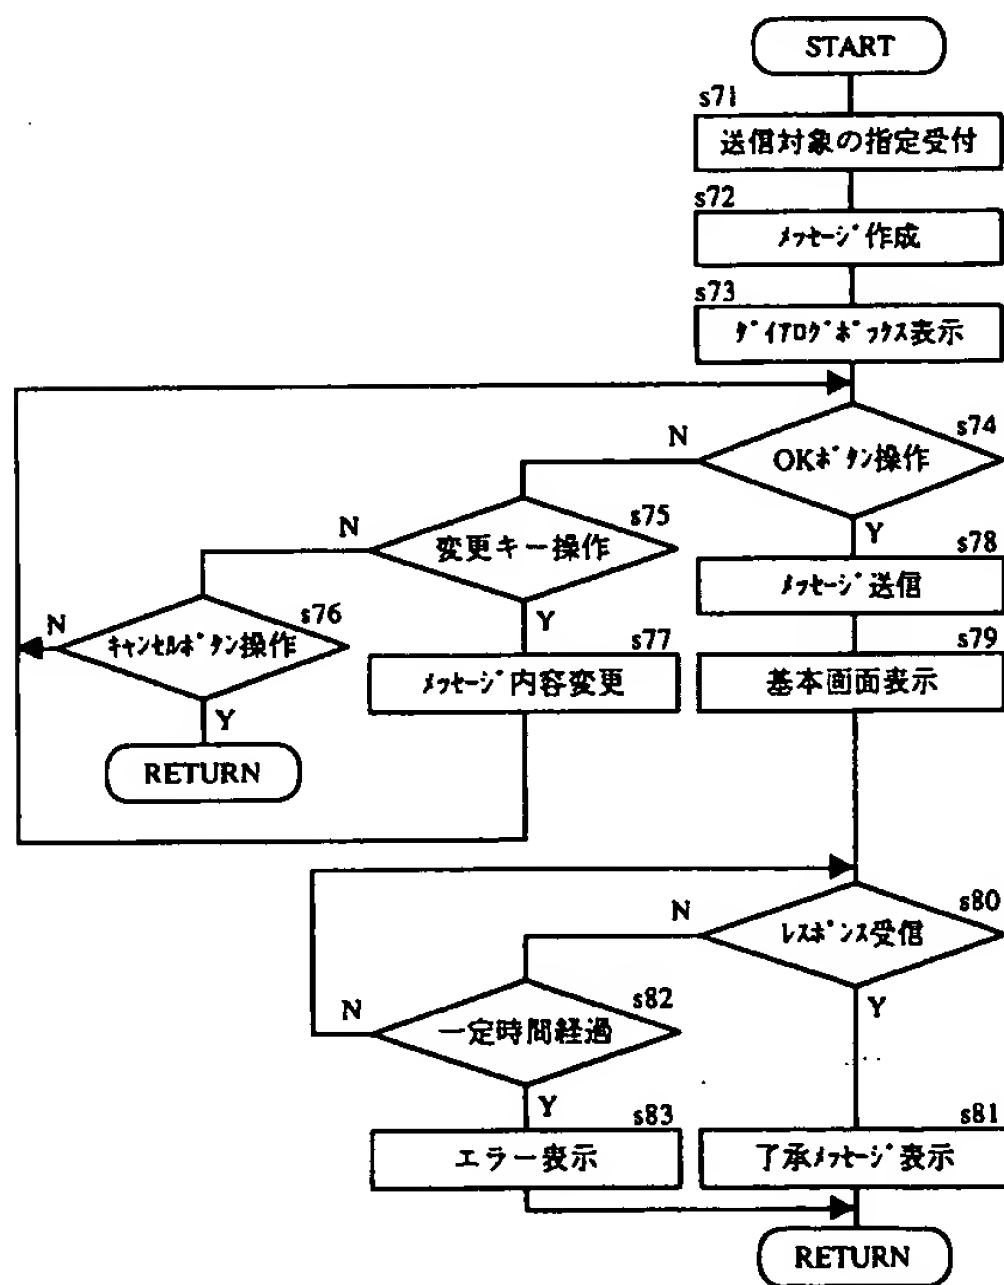 START
s71
送信対象の指定受付
s72
ﾒｯｾｰｼﾞ作成
s73
ﾀﾞｲｱﾛｸﾞﾎﾞｯｸｽ表示
s74
OKﾎﾞﾀﾝ操作
N
Y
s75
変更キー操作
N
Y
s76
ｷｬﾝｾﾙﾎﾞﾀﾝ操作
N
Y
RETURN
s77
ﾒｯｾｰｼﾞ内容変更
s78
ﾒｯｾｰｼﾞ送信
s79
基本画面表示
s80
ﾚｽﾎﾟﾝｽ受信
N
Y
s82
一定時間経過
N
Y
s83
エラー表示
s81
了承ﾒｯｾｰｼﾞ表示
RETURN